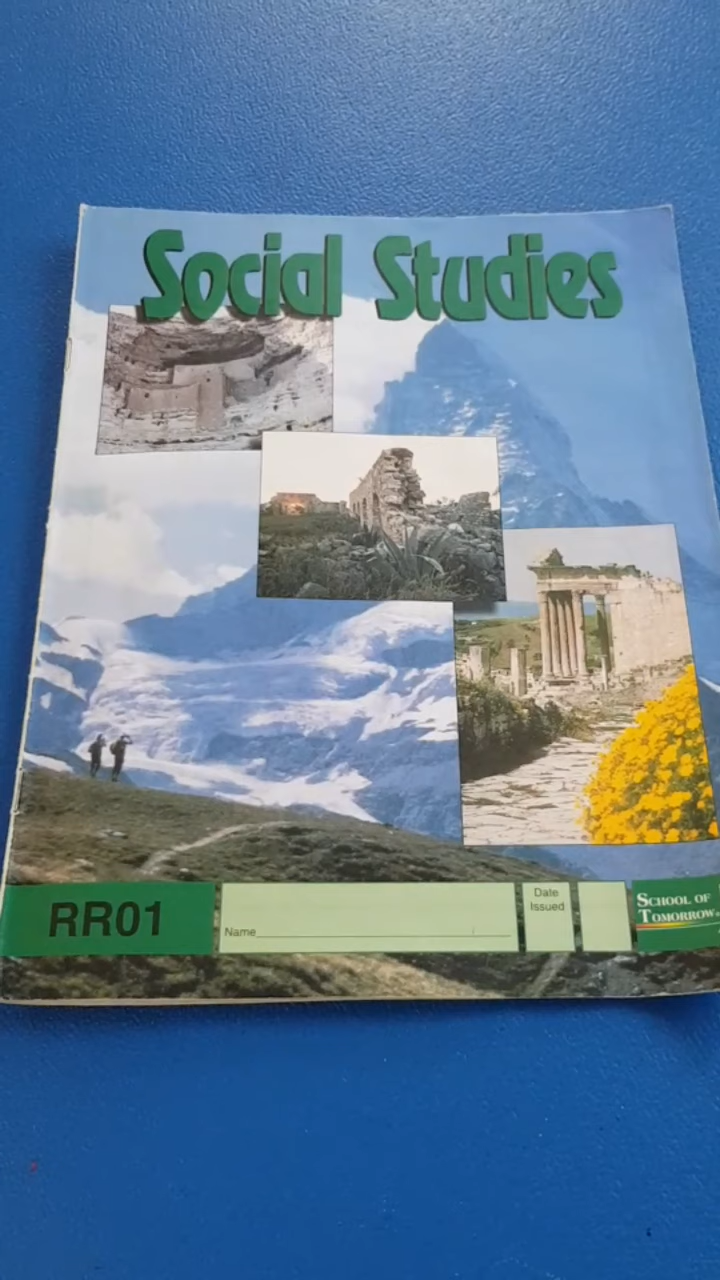 Social Studies
RR01
Name
Date
Issued
SCHOOL OF
TOMORROW